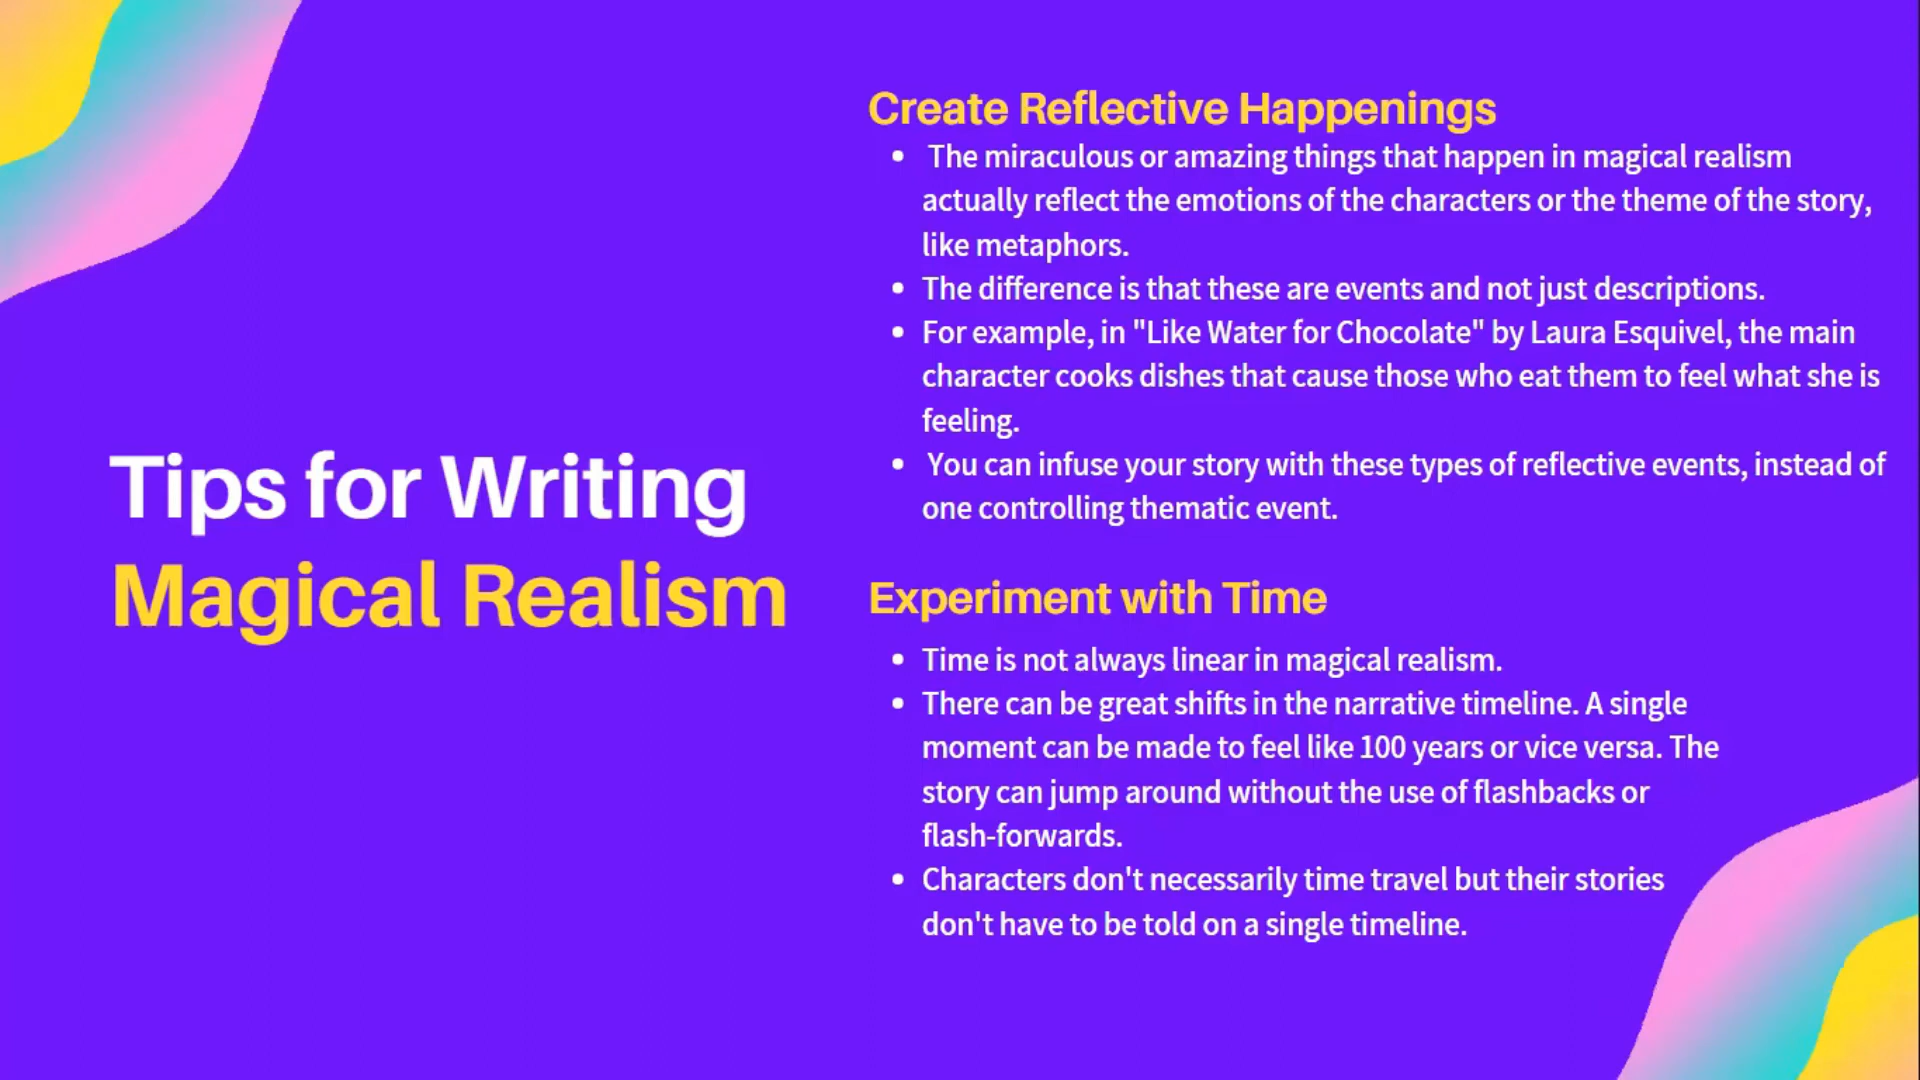 Tips for Writing
Magical Realism
Create Reflective Happenings
• The miraculous or amazing things that happen in magical realism
actually reflect the emotions of the characters or the theme of the story,
like metaphors.
• The difference is that these are events and not just descriptions.
• For example, in "Like Water for Chocolate" by Laura Esquivel, the main
character cooks dishes that cause those who eat them to feel what she is
feeling.
• You can infuse your story with these types of reflective events, instead of
one controlling thematic event.
Experiment with Time
• Time is not always linear in magical realism.
• There can be great shifts in the narrative timeline. A single
moment can be made to feel like 100 years or vice versa. The
story can jump around without the use of flashbacks or
flash-forwards.
• Characters don't necessarily time travel but their stories
don't have to be told on a single timeline.